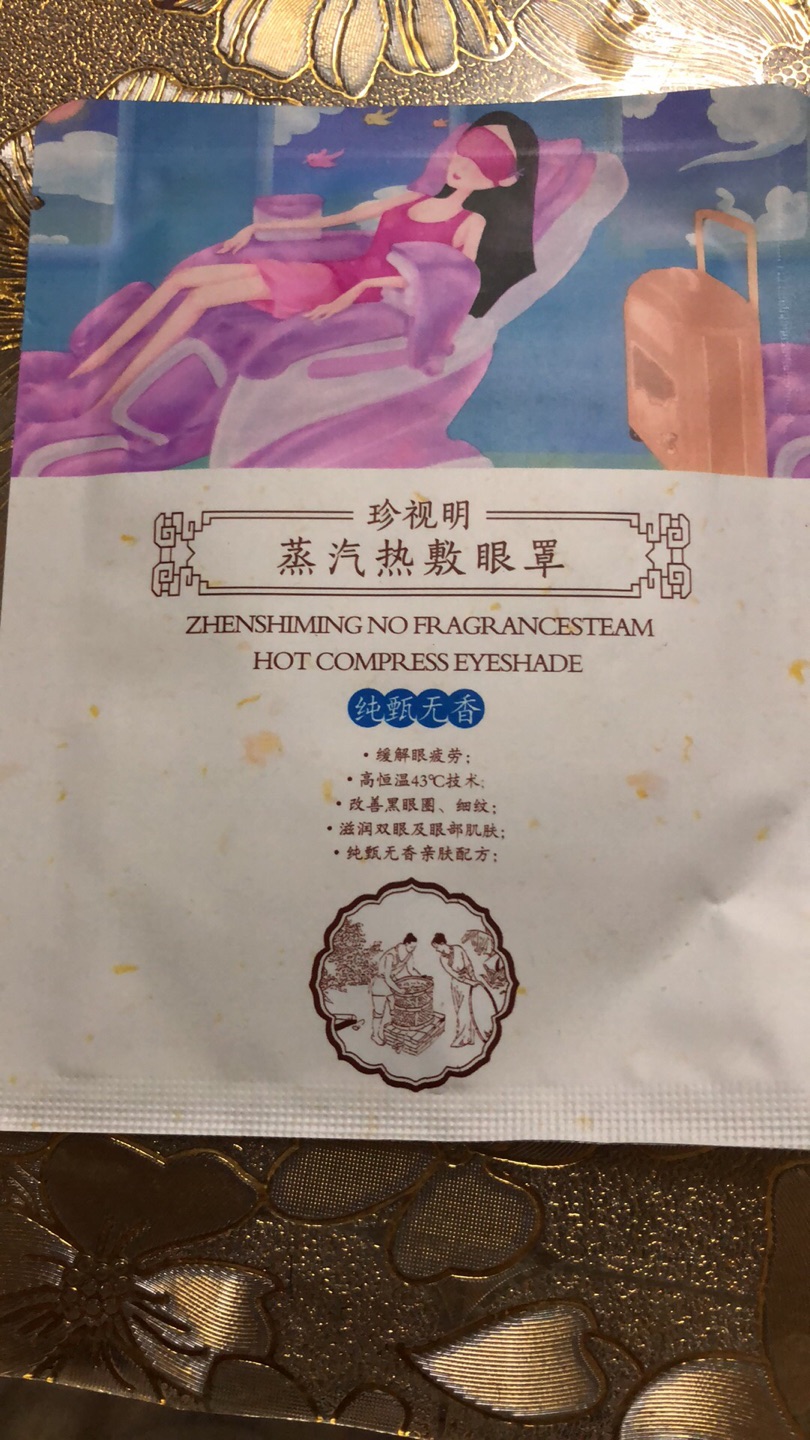 珍视明
蒸汽热敷眼罩
ZHENSHIMING NO FRAGRANCESTEAM
HOT COMPRESS EYESHADE
纯甄无香
• 缓解眼疲劳;
• 高恒温43℃技术;
• 改善黑眼圈、细纹;
• 滋润双眼及眼部肌肤;
• 纯甄无香亲肤配方;